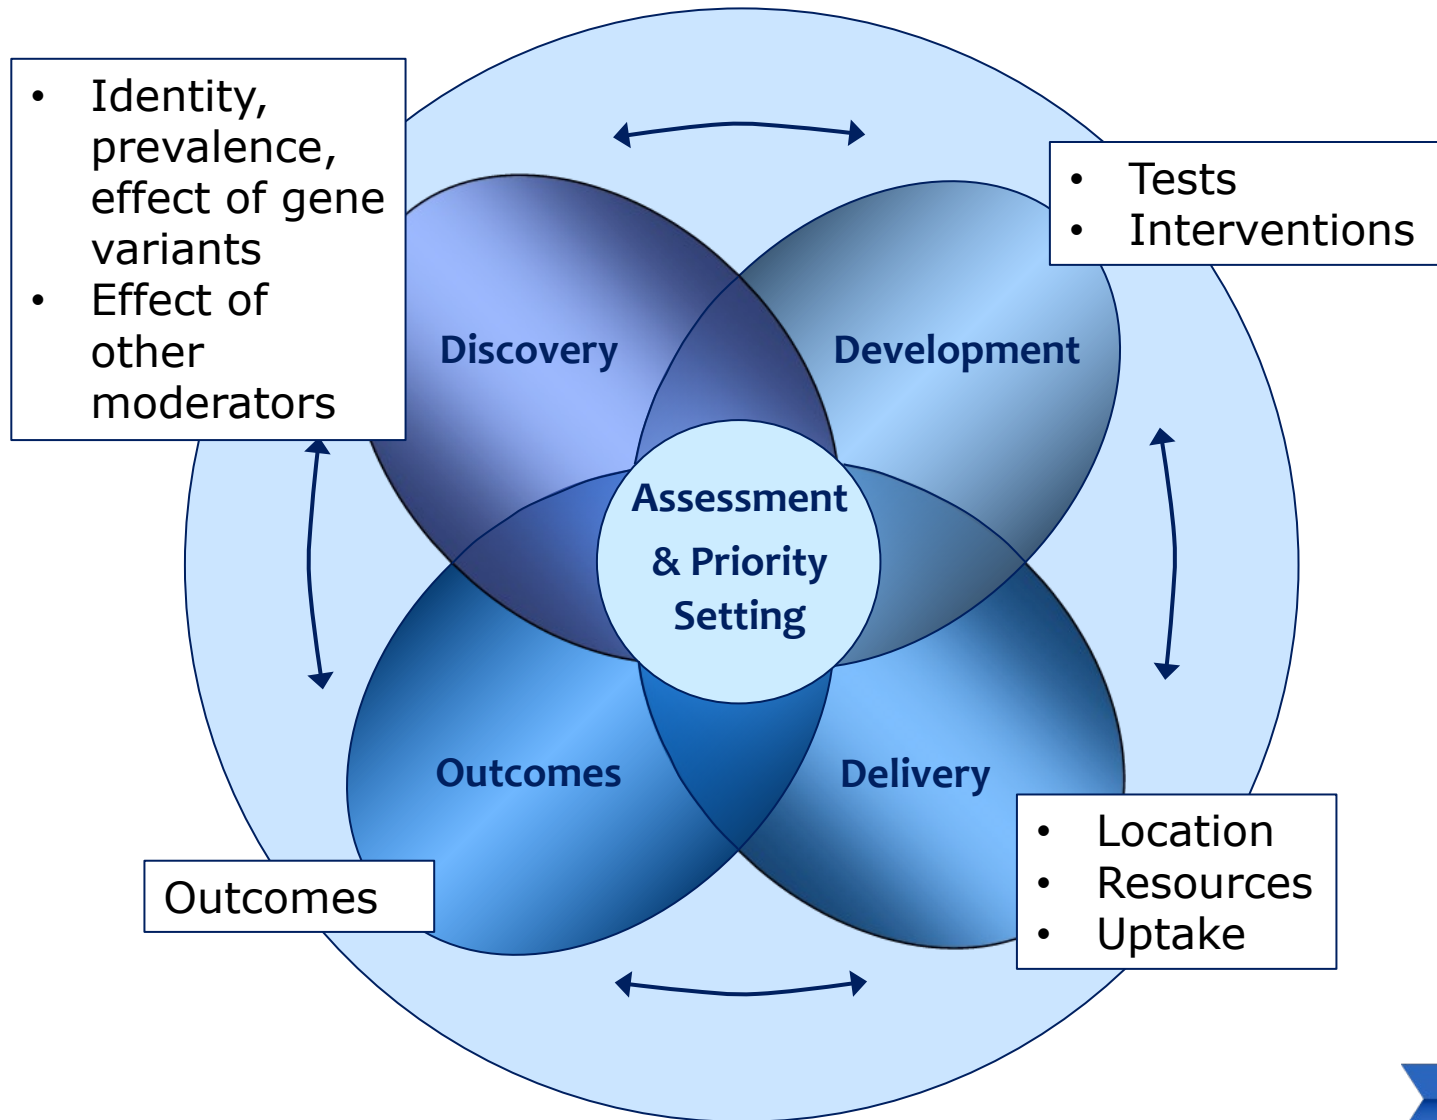 • Identity,
prevalence,
effect of gene
variants
• Effect of
other
moderators
• Tests
• Interventions
Discovery
Development
Assessment
& Priority
Setting
Outcomes
Delivery
Outcomes
• Location
• Resources
• Uptake